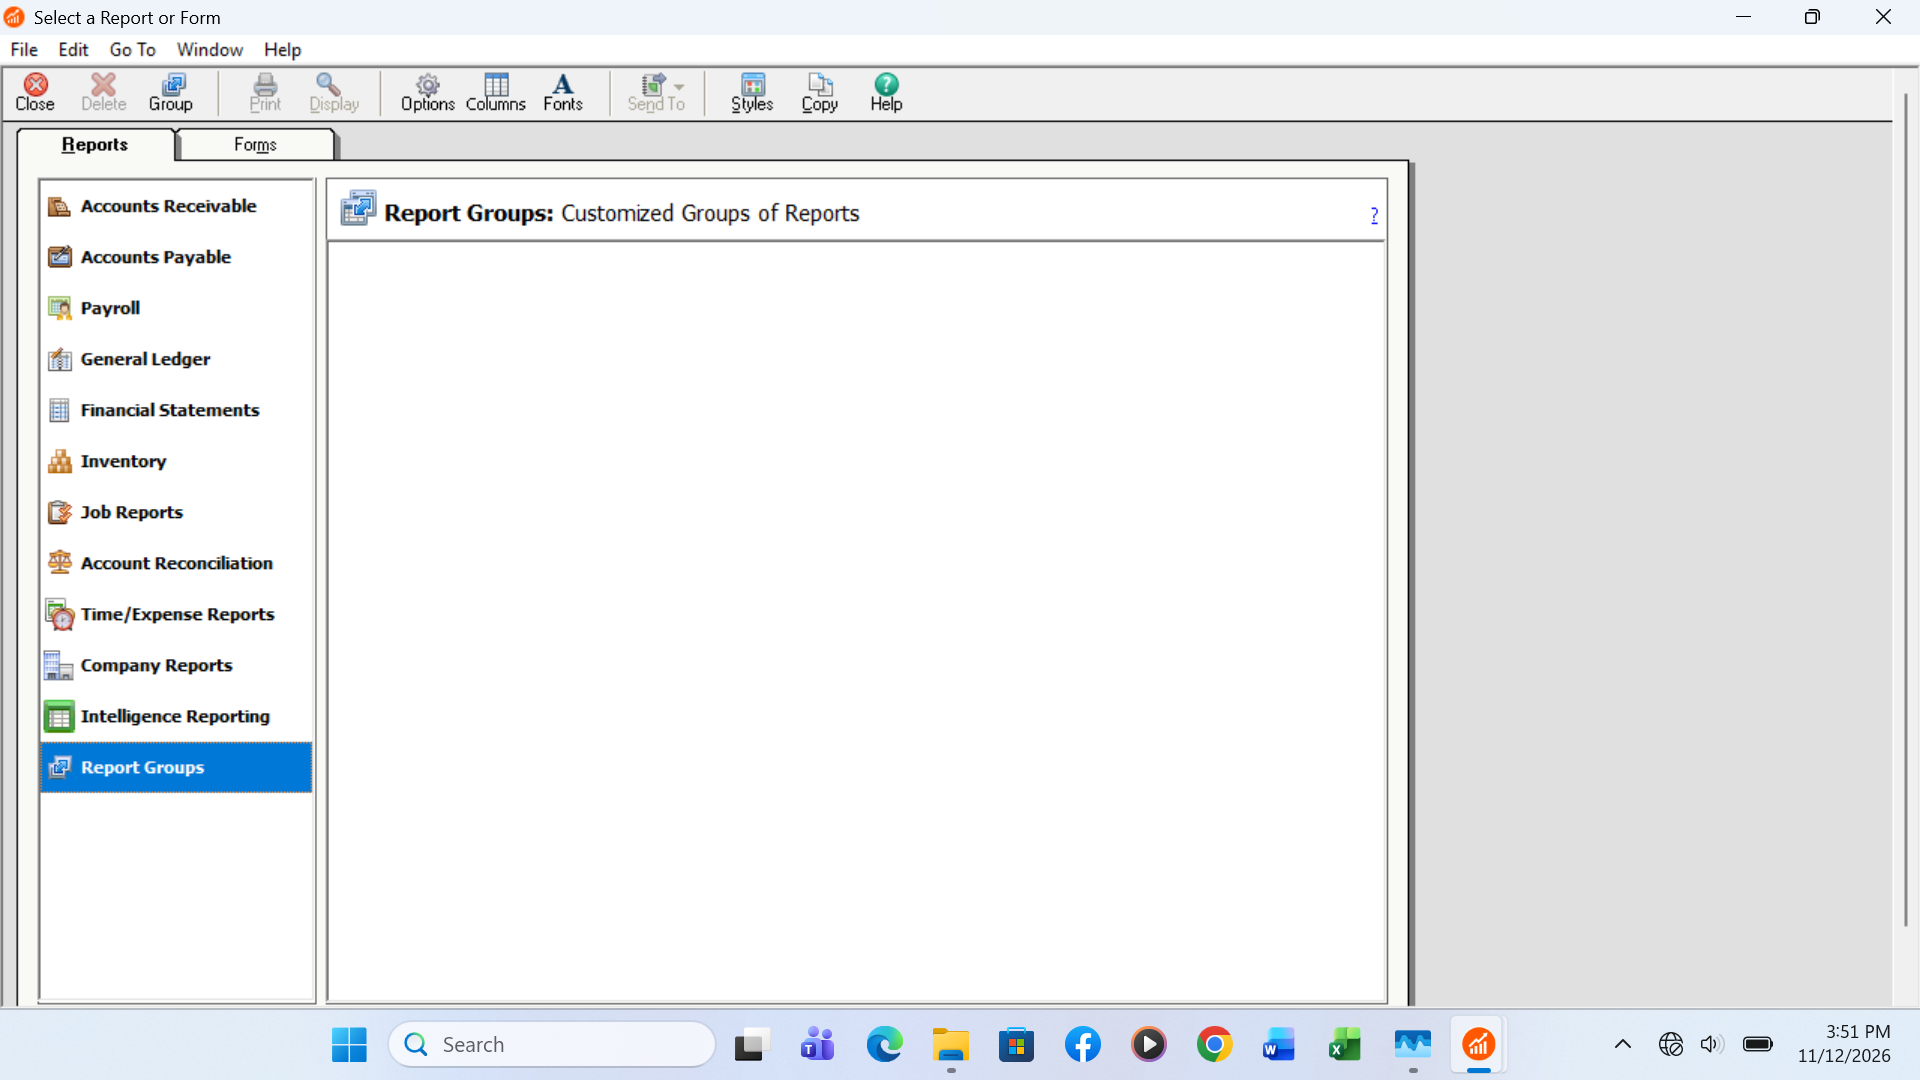 Select a Report or Form
File Edit Go To Window Help
Close Delete Group Print Display Options Columns Fonts Send To Styles Copy Help
Reports Forms
Accounts Receivable
Accounts Payable
Payroll
General Ledger
Financial Statements
Inventory
Job Reports
Account Reconciliation
Time/Expense Reports
Company Reports
Intelligence Reporting
Report Groups
Report Groups: Customized Groups of Reports ?
Search
3:51 PM
11/12/2026